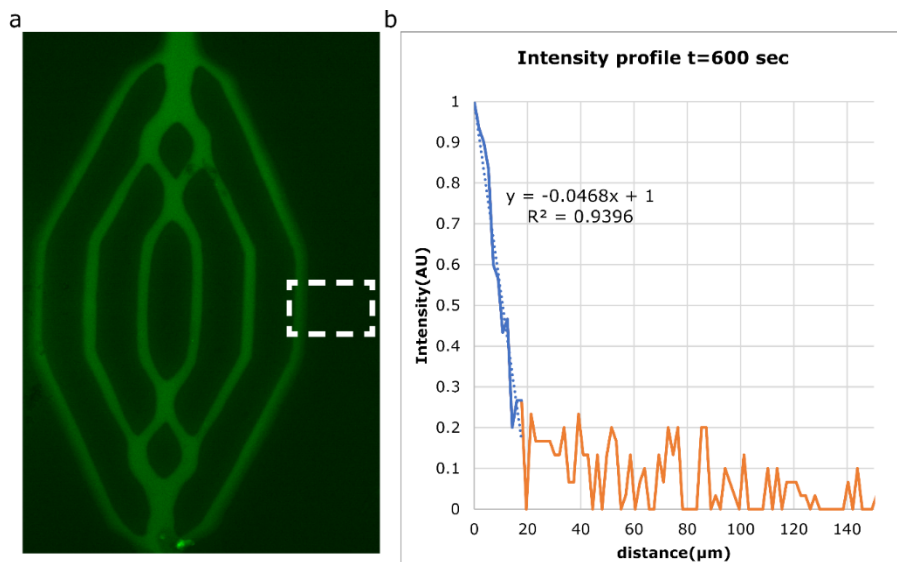 a
b
Intensity profile t=600 sec
1
0.9
0.8
0.7
0.6
0.5
0.4
0.3
0.2
0.1
0
y = -0.0468x + 1
R² = 0.9396
Intensity(AU)
0 20 40 60 80 100 120 140
distance(μm)